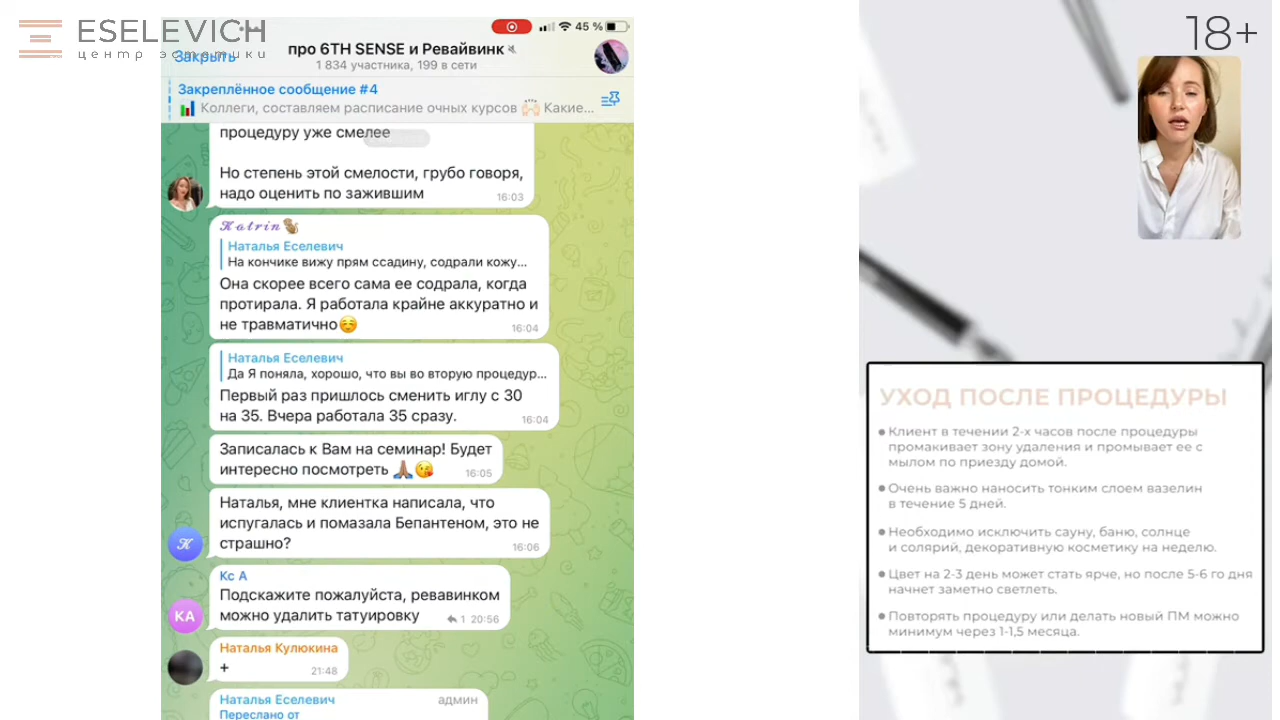 ESELEVICH
центр эстетики
45 %
Закрыть
про 6TH SENSE и Ревайвинк
1 834 участника, 199 в сети
Закреплённое сообщение #4
Коллеги, составляем расписание очных курсов 🙌🏻 Какие...
процедуру уже смелее
Но степень этой смелости, грубо говоря,
надо оценить по зажившим
16:03
𝓚𝓪𝓽𝓻𝓲𝓷🐒
Наталья Еселевич
На кончике вижу прям ссадину, содрали кожу...
Она скорее всего сама ее содрала, когда
протирала. Я работала крайне аккуратно и
не травматично☺️
16:04
Наталья Еселевич
Да Я поняла, хорошо, что вы во вторую процедур...
Первый раз пришлось сменить иглу с 30
на 35. Вчера работала 35 сразу.
16:04
Записалась к Вам на семинар! Будет
интересно посмотреть 🙏🏽😘
16:05
Наталья, мне клиентка написала, что
испугалась и помазала Бепантеном, это не
страшно?
16:06
𝓚
Кс А
Подскажите пожалуйста, ревавинком
можно удалить татуировку
1 20:56
КА
Наталья Кулюкина
+
21:48
Наталья Еселевич админ
Переслано от
18+
УХОД ПОСЛЕ ПРОЦЕДУРЫ
● Клиент в течении 2-х часов после процедуры
промакивает зону удаления и промывает ее с
мылом по приезду домой.
● Очень важно наносить тонким слоем вазелин
в течение 5 дней.
● Необходимо исключить сауну, баню, солнце
и солярий, декоративную косметику на неделю.
● Цвет на 2-3 день может стать ярче, но после 5-6 го дня
начнет заметно светлеть.
● Повторять процедуру или делать новый ПМ можно
минимум через 1-1,5 месяца.